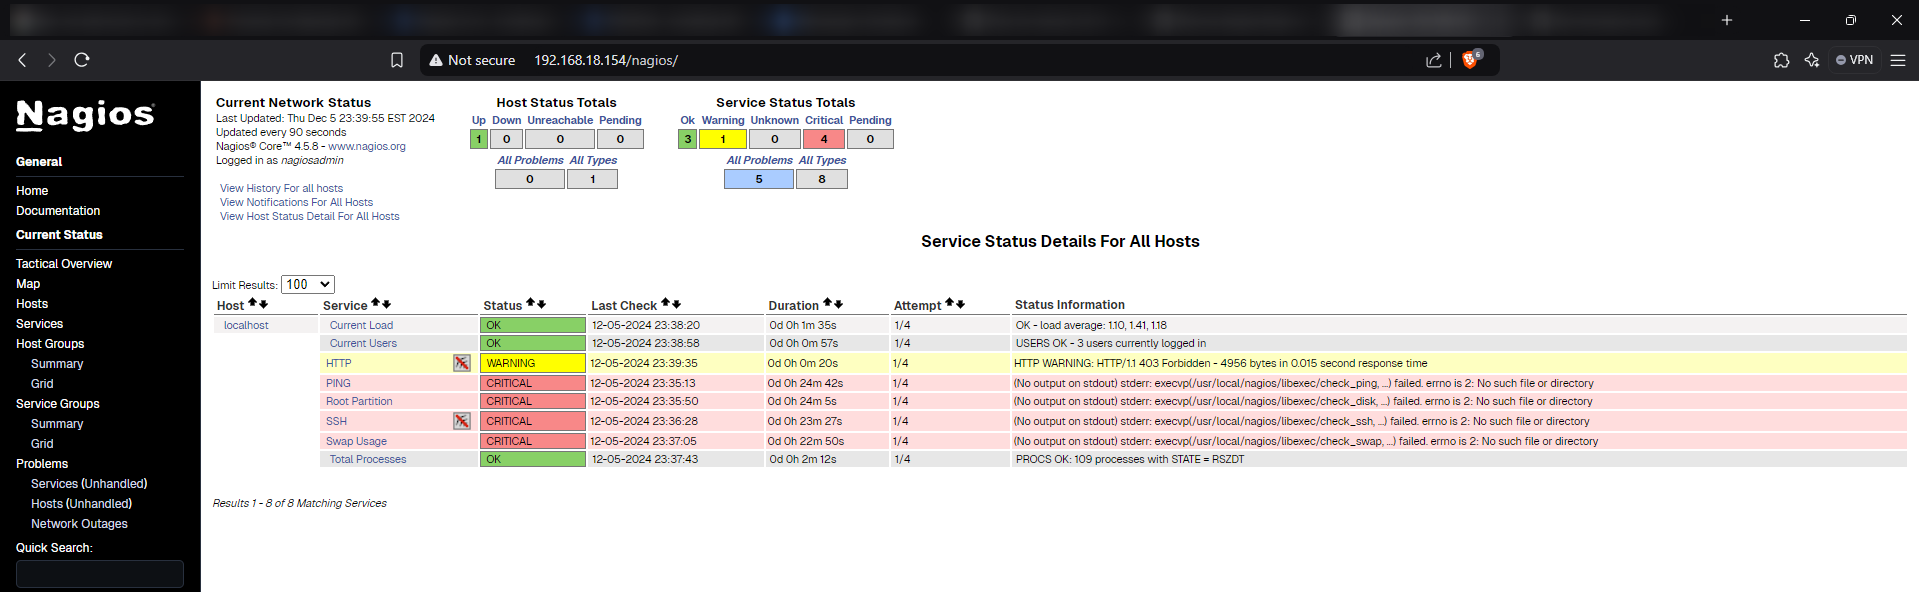 Not secure 192.168.18.154/nagios/
6
VPN
Nagios®
General
Home
Documentation
Current Status
Tactical Overview
Map
Hosts
Services
Host Groups
Summary
Grid
Service Groups
Summary
Grid
Problems
Services (Unhandled)
Hosts (Unhandled)
Network Outages
Quick Search:
Current Network Status
Last Updated: Thu Dec 5 23:39:55 EST 2024
Updated every 90 seconds
Nagios® Core™ 4.5.8 - www.nagios.org
Logged in as nagiosadmin
View History For all hosts
View Notifications For All Hosts
View Host Status Detail For All Hosts
Host Status Totals
Up Down Unreachable Pending
1 0 0 0
All Problems All Types
0 1
Service Status Totals
Ok Warning Unknown Critical Pending
3 1 0 4 0
All Problems All Types
5 8
Service Status Details For All Hosts
Limit Results: 100
Host Service Status Last Check Duration Attempt Status Information
localhost Current Load OK 12-05-2024 23:38:20 0d 0h 1m 35s 1/4 OK - load average: 1.10, 1.41, 1.18
Current Users OK 12-05-2024 23:38:58 0d 0h 0m 57s 1/4 USERS OK - 3 users currently logged in
HTTP WARNING 12-05-2024 23:39:35 0d 0h 0m 20s 1/4 HTTP WARNING: HTTP/1.1 403 Forbidden - 4956 bytes in 0.015 second response time
PING CRITICAL 12-05-2024 23:35:13 0d 0h 24m 42s 1/4 (No output on stdout) stderr: execvp(/usr/local/nagios/libexec/check_ping, ...) failed. errno is 2: No such file or directory
Root Partition CRITICAL 12-05-2024 23:35:50 0d 0h 24m 5s 1/4 (No output on stdout) stderr: execvp(/usr/local/nagios/libexec/check_disk, ...) failed. errno is 2: No such file or directory
SSH CRITICAL 12-05-2024 23:36:28 0d 0h 23m 27s 1/4 (No output on stdout) stderr: execvp(/usr/local/nagios/libexec/check_ssh, ...) failed. errno is 2: No such file or directory
Swap Usage CRITICAL 12-05-2024 23:37:05 0d 0h 22m 50s 1/4 (No output on stdout) stderr: execvp(/usr/local/nagios/libexec/check_swap, ...) failed. errno is 2: No such file or directory
Total Processes OK 12-05-2024 23:37:43 0d 0h 2m 12s 1/4 PROCS OK: 109 processes with STATE = RSZDT
Results 1 - 8 of 8 Matching Services